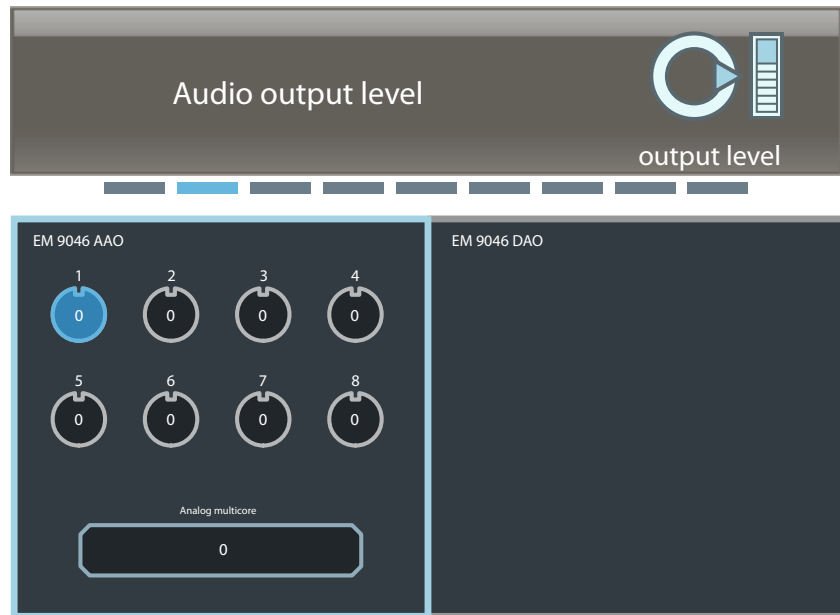 Audio output level
output level
EM 9046 AAO
EM 9046 DAO
1 2 3 4
0 0 0 0
5 6 7 8
0 0 0 0
Analog multicore
0